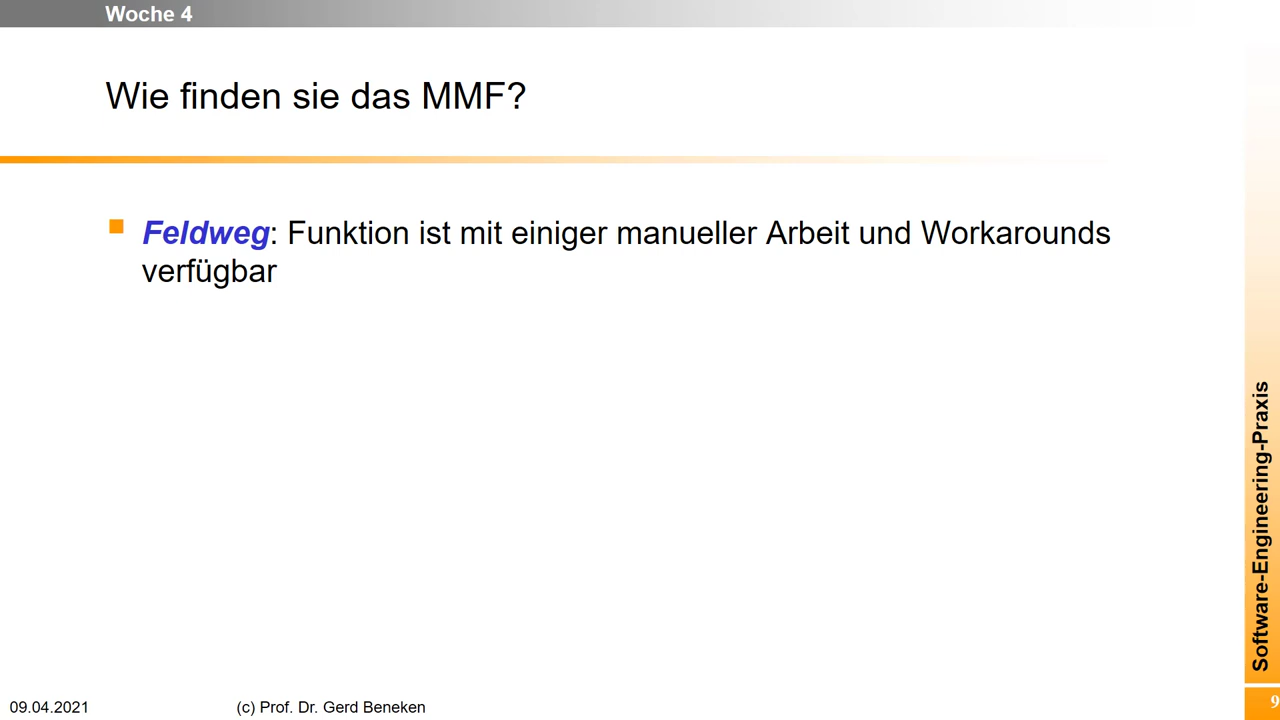 Woche 4
Wie finden sie das MMF?
Feldweg: Funktion ist mit einiger manueller Arbeit und Workarounds
verfügbar
Software-Engineering-Praxis
09.04.2021
(c) Prof. Dr. Gerd Beneken
9